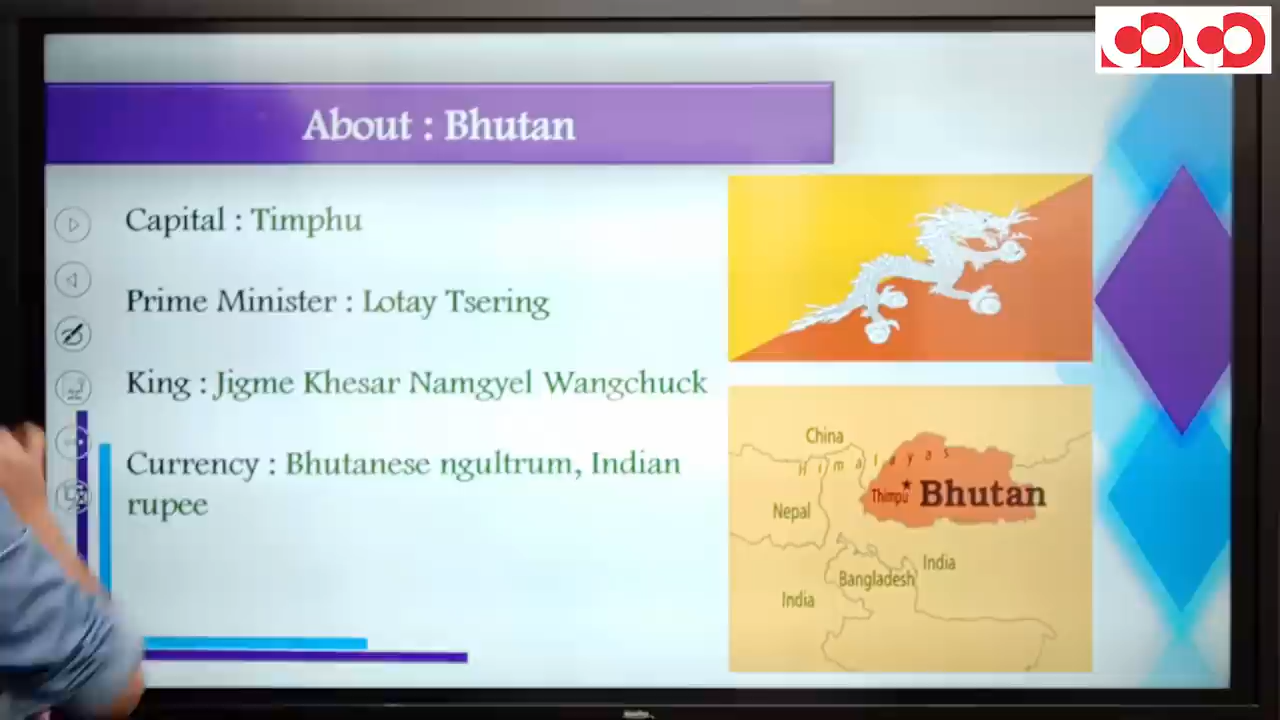 About : Bhutan
Capital : Timphu
Prime Minister : Lotay Tsering
King : Jigme Khesar Namgyel Wangchuck
Currency : Bhutanese ngultrum, Indian
rupee
China
Himalayas
Thimpu
Bhutan
Nepal
India
Bangladesh
India